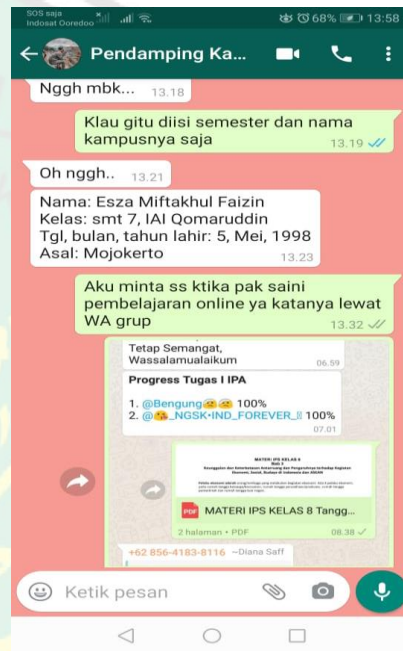 SOS saja
Indosat Ooredoo
68% 13:58
Pendamping Ka...
Nggh mbk... 13.18
Klau gitu diisi semester dan nama
kampusnya saja
13.19
Oh nggh.. 13.21
Nama: Esza Miftakhul Faizin
Kelas: smt 7, IAI Qomaruddin
Tgl, bulan, tahun lahir: 5, Mei, 1998
Asal: Mojokerto
13.23
Aku minta ss ktika pak saini
pembelajaran online ya katanya lewat
WA grup
13.32
Tetap Semangat,
Wassalamualaikum
06.59
Progress Tugas I IPA
1. @Bengung 100%
2. @_NGSK•IND_FOREVER_ 100%
07.01
MATERI IPS KELAS 8
PDF MATERI IPS KELAS 8 Tangg...
2 halaman • PDF 08.38
+62 856-4183-8116 ~Diana Saff
Ketik pesan